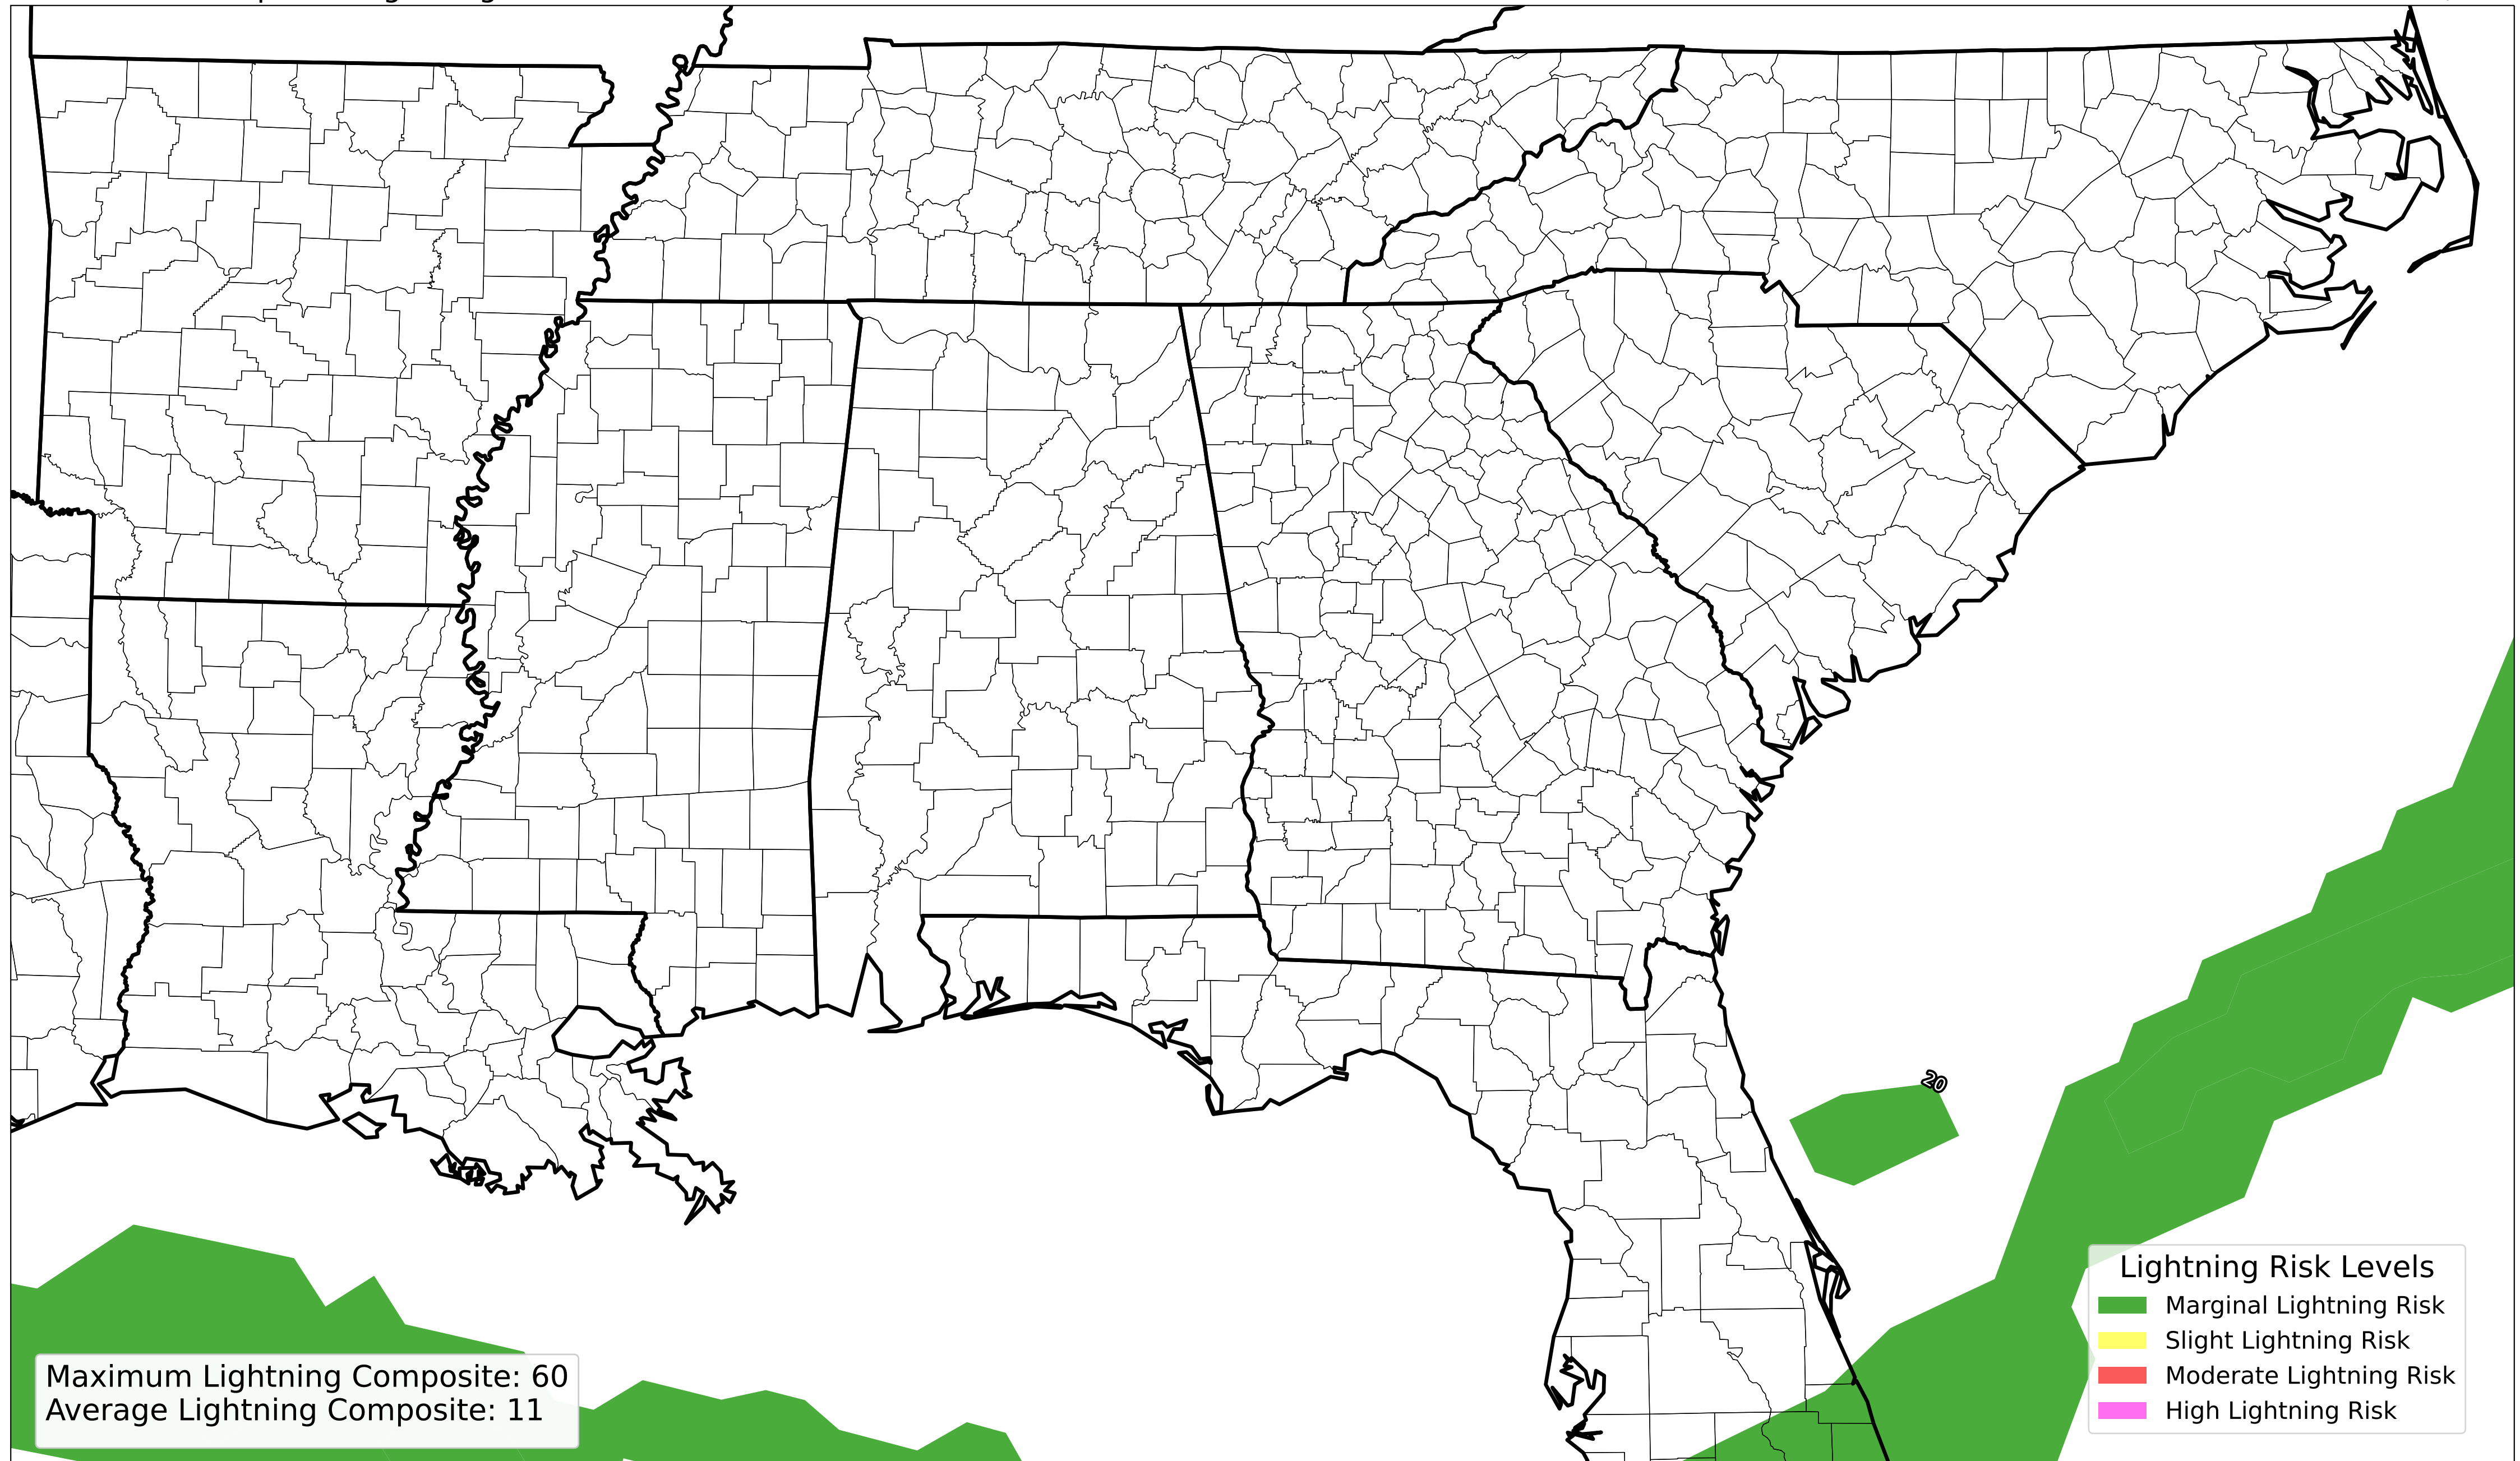 20
Lightning Risk Levels
Marginal Lightning Risk
Slight Lightning Risk
Moderate Lightning Risk
High Lightning Risk
Maximum Lightning Composite: 60
Average Lightning Composite: 11